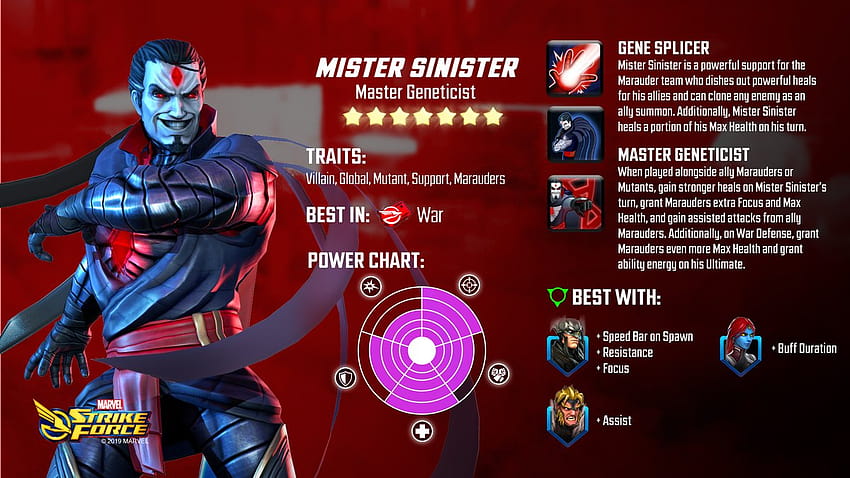 MISTER SINISTER
Master Geneticist
TRAITS:
Villain, Global, Mutant, Support, Marauders
BEST IN: War
POWER CHART:
GENE SPLICER
Mister Sinister is a powerful support for the
Marauder team who dishes out powerful heals
for his allies and can clone any enemy as an
ally summon. Additionally, Mister Sinister
heals a portion of his Max Health on his turn.
MASTER GENETICIST
When played alongside ally Marauders or
Mutants, gain stronger heals on Mister Sinister's
turn, grant Marauders extra Focus and Max
Health, and gain assisted attacks from ally
Marauders. Additionally, on War Defense, grant
Marauders even more Max Health and grant
ability energy on his Ultimate.
BEST WITH:
+ Speed Bar on Spawn
+ Resistance
+ Focus
+ Buff Duration
+ Assist
MARVEL
STRIKE
FORCE
© 2019 MARVEL